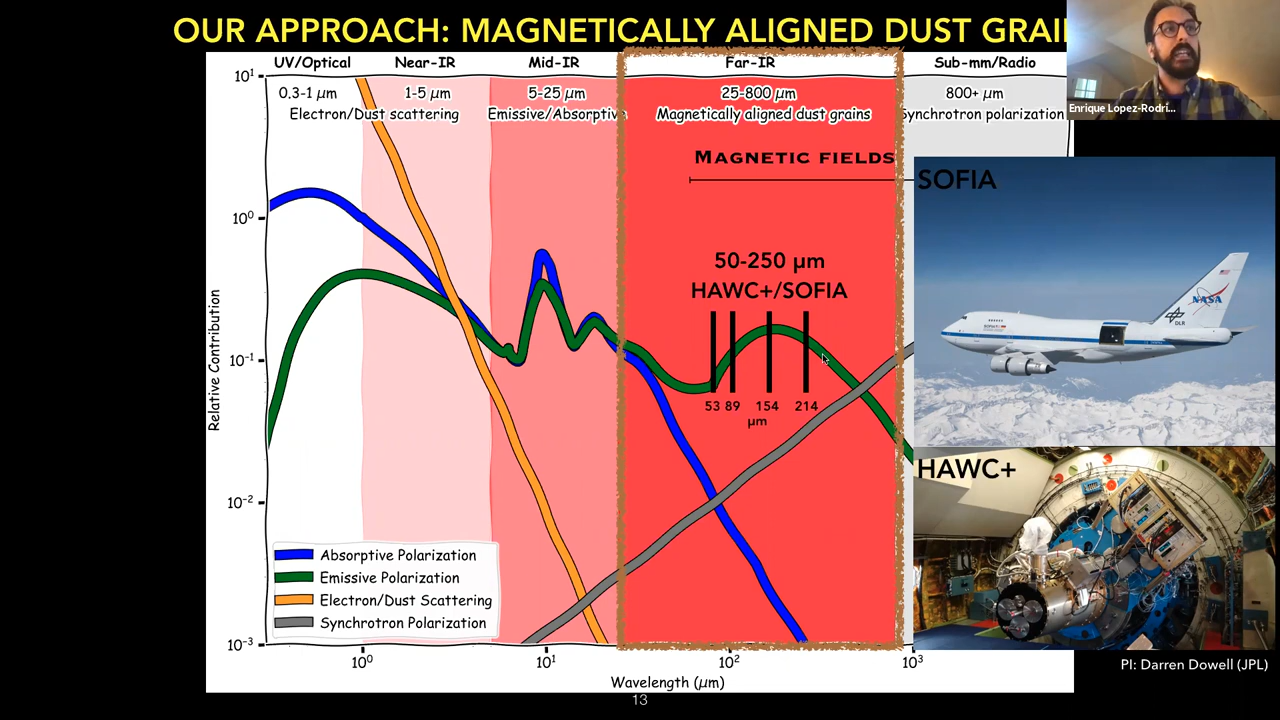 OUR APPROACH: MAGNETICALLY ALIGNED DUST GRAI
Enrique Lopez-Rodrí...
UV/Optical Near-IR Mid-IR Far-IR Sub-mm/Radio
0.3-1 μm 1-5 μm 5-25 μm 25-800 μm 800+ μm
Electron/Dust scattering Emissive/Absorptive Magnetically aligned dust grains Synchrotron polarization
MAGNETIC FIELDS
50-250 μm
HAWC+/SOFIA
53 89 154 214
μm
10¹
10⁰
10⁻¹
10⁻²
10⁻³
Relative Contribution
Absorptive Polarization
Emissive Polarization
Electron/Dust Scattering
Synchrotron Polarization
10⁰ 10¹ 10² 10³
Wavelength (μm)
13
SOFIA
NASA
DLR
HAWC+
PI: Darren Dowell (JPL)